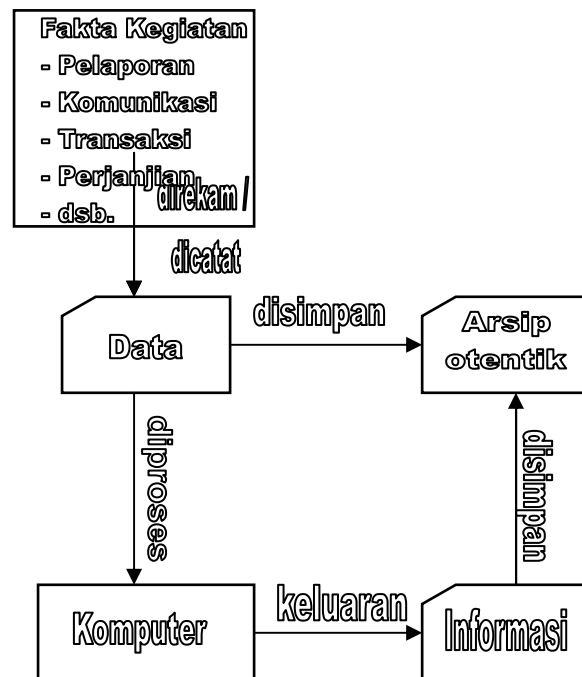 Fakta Kegiatan
- Pelaporan
- Komunikasi
- Transaksi
- Perjanjian
- dsb.
direkam /
dicatat
Data
disimpan
Arsip
otentik
diproses
disimpan
Komputer
keluaran
Informasi